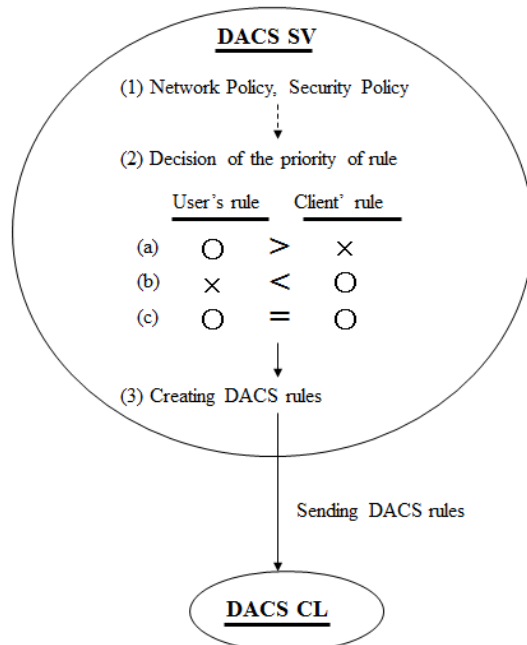 DACS SV
(1) Network Policy, Security Policy
(2) Decision of the priority of rule
User's rule Client' rule
(a) O > ×
(b) × < O
(c) O = O
(3) Creating DACS rules
Sending DACS rules
DACS CL